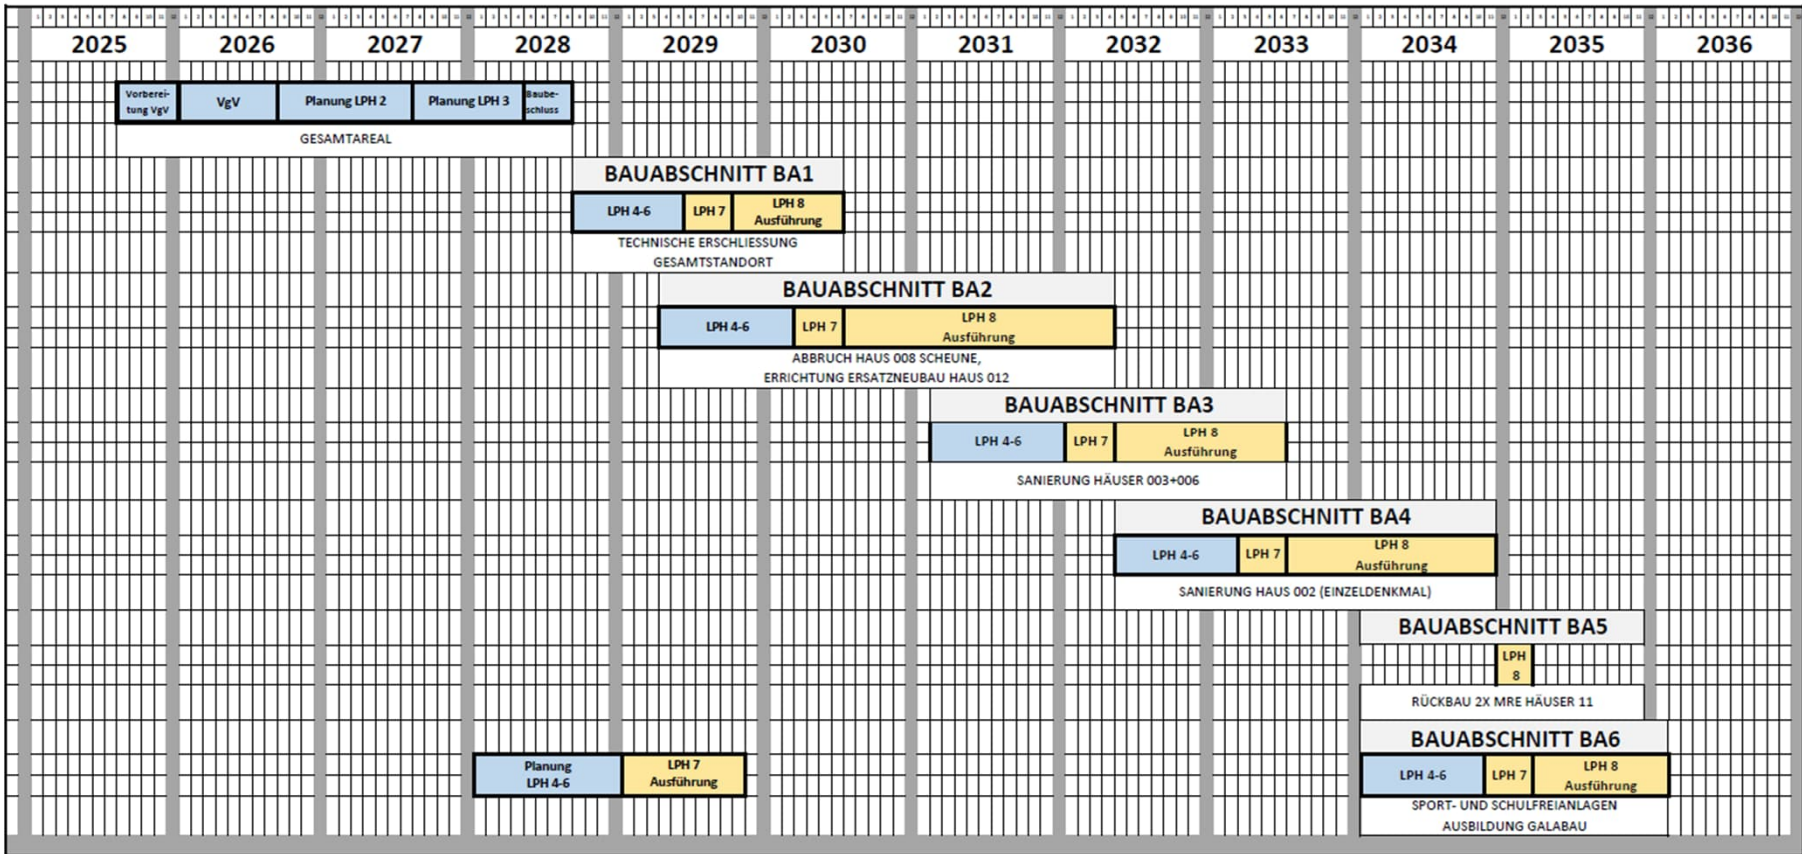 2025 2026 2027 2028 2029 2030 2031 2032 2033 2034 2035 2036
Vorberei-
tung VgV
VgV
Planung LPH 2
Planung LPH 3
Baube-
schluss
GESAMTAREAL
BAUABSCHNITT BA1
LPH 4-6
LPH 7
LPH 8
Ausführung
TECHNISCHE ERSCHLIESSUNG
GESAMTSTANDORT
BAUABSCHNITT BA2
LPH 4-6
LPH 7
LPH 8
Ausführung
ABBRUCH HAUS 008 SCHEUNE,
ERRICHTUNG ERSATZNEUBAU HAUS 012
BAUABSCHNITT BA3
LPH 4-6
LPH 7
LPH 8
Ausführung
SANIERUNG HÄUSER 003+006
BAUABSCHNITT BA4
LPH 4-6
LPH 7
LPH 8
Ausführung
SANIERUNG HAUS 002 (EINZELDENKMAL)
BAUABSCHNITT BA5
LPH
8
RÜCKBAU 2X MRE HÄUSER 11
BAUABSCHNITT BA6
Planung
LPH 4-6
LPH 7
Ausführung
LPH 4-6
LPH 7
LPH 8
Ausführung
SPORT- UND SCHULFREIANLAGEN
AUSBILDUNG GALABAU